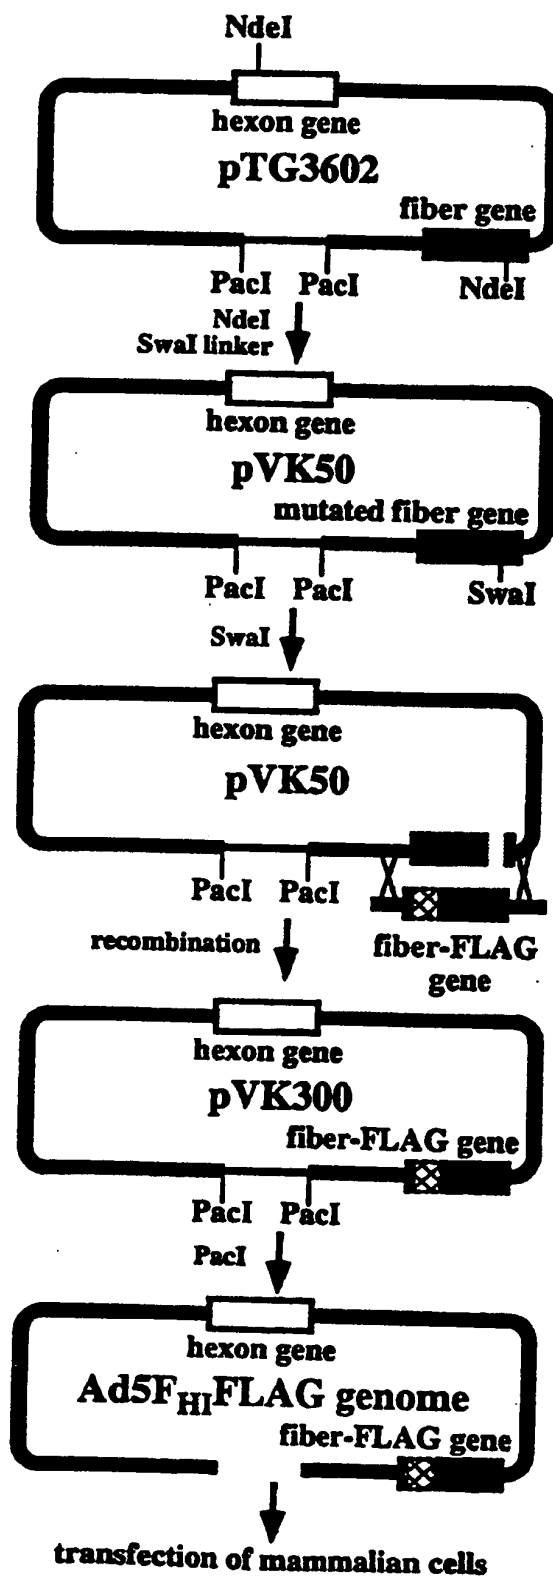 NdeI
hexon gene
pTG3602
fiber gene
PacI PacI
NdeI
NdeI
SwaI linker
hexon gene
pVK50
mutated fiber gene
PacI PacI
SwaI
SwaI
hexon gene
pVK50
PacI PacI
recombination
fiber-FLAG
gene
hexon gene
pVK300
fiber-FLAG gene
PacI PacI
PacI
hexon gene
Ad5FHIFLAG genome
fiber-FLAG gene
transfection of mammalian cells